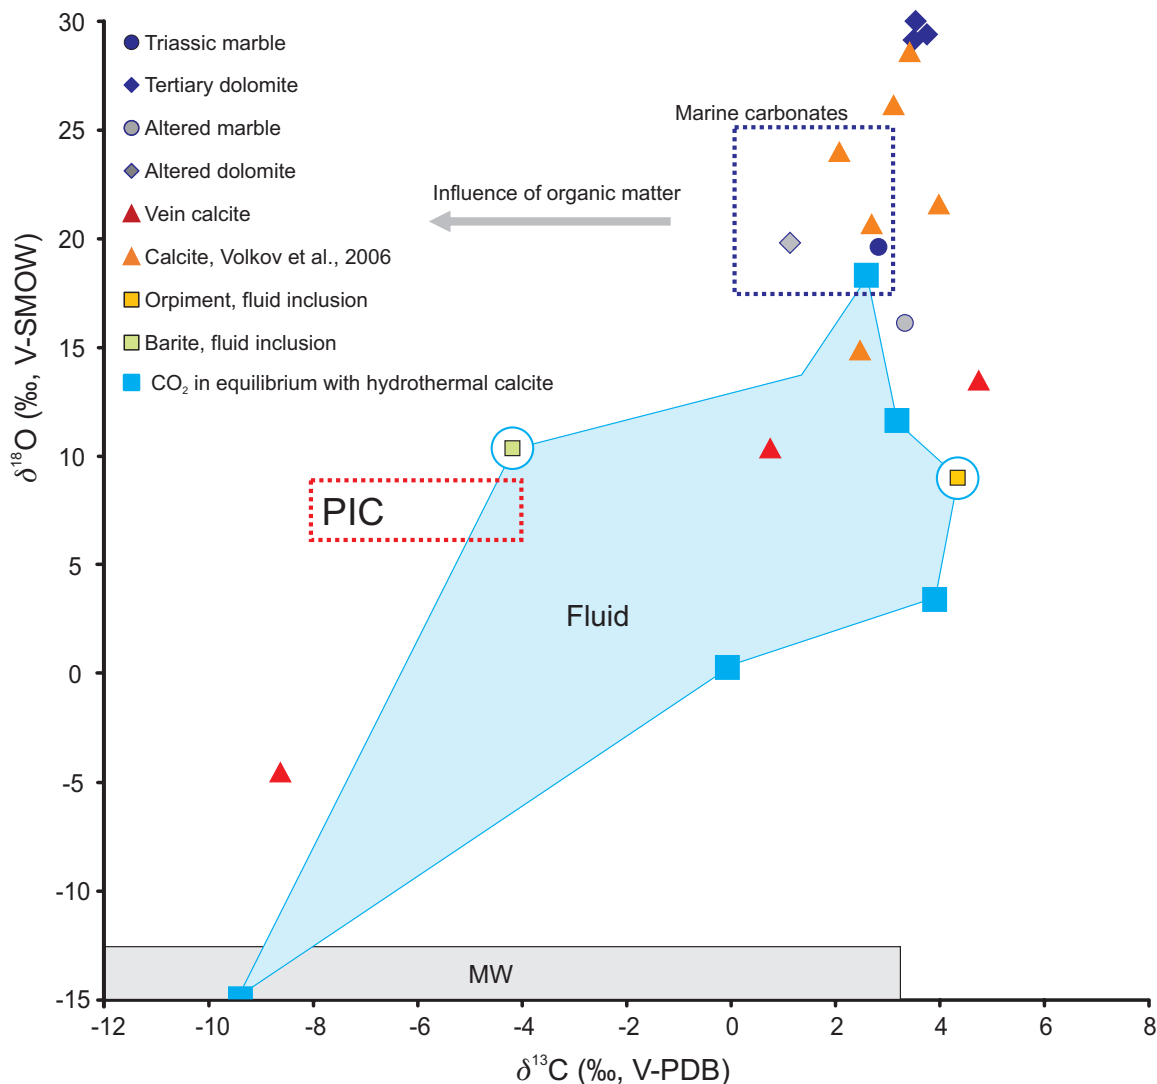 30
25
20
15
10
5
0
-5
-10
-15
δ18O (‰, V-SMOW)
Triassic marble
Tertiary dolomite
Altered marble
Altered dolomite
Vein calcite
Calcite, Volkov et al., 2006
Orpiment, fluid inclusion
Barite, fluid inclusion
CO2 in equilibrium with hydrothermal calcite
Marine carbonates
Influence of organic matter
PIC
Fluid
MW
-12 -10 -8 -6 -4 -2 0 2 4 6 8
δ13C (‰, V-PDB)